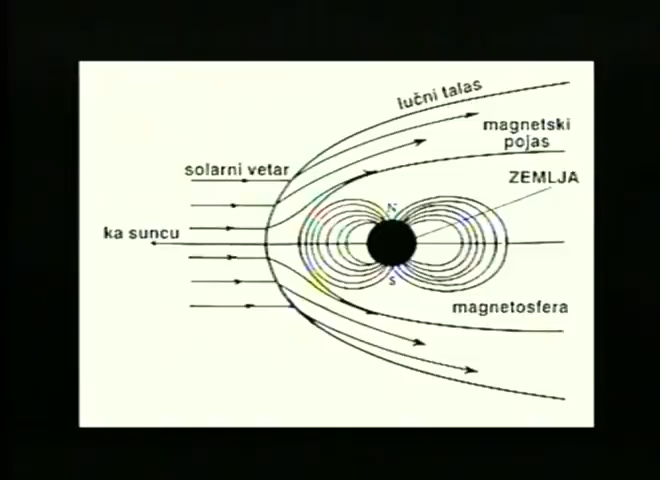 lučni talas
magnetski
pojas
solarni vetar
ZEMLJA
N
ka suncu
S
magnetosfera